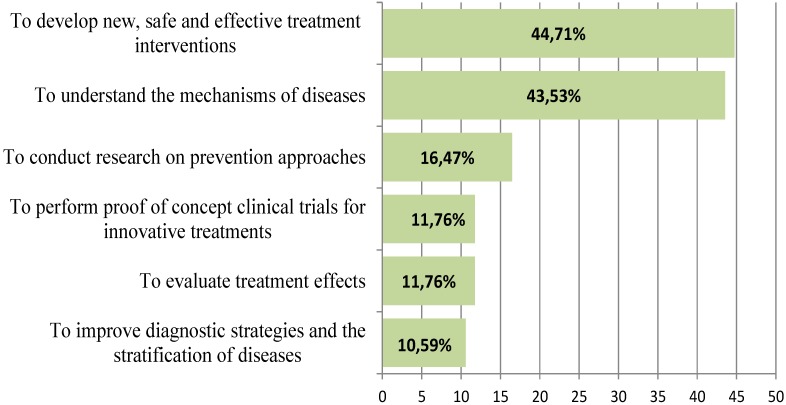 To develop new, safe and effective treatment
interventions
44,71%
To understand the mechanisms of diseases
43,53%
To conduct research on prevention approaches
16,47%
To perform proof of concept clinical trials for
innovative treatments
11,76%
To evaluate treatment effects
11,76%
To improve diagnostic strategies and the
stratification of diseases
10,59%
0 5 10 15 20 25 30 35 40 45 50